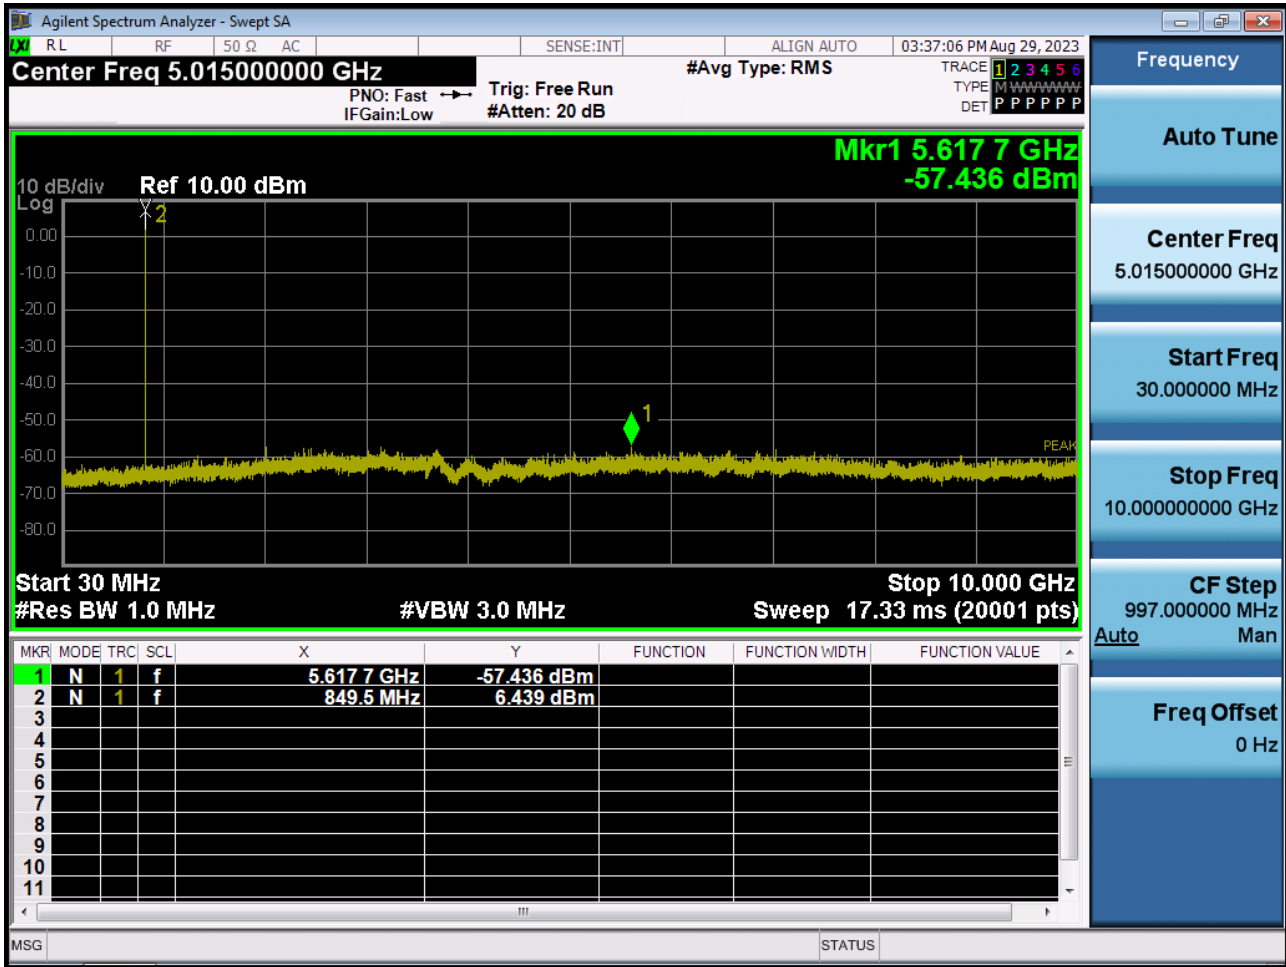 Agilent Spectrum Analyzer - Swept SA
LXI RL RF 50 Ω AC SENSE:INT ALIGN AUTO 03:37:06 PM Aug 29, 2023
Center Freq 5.015000000 GHz
PNO: Fast
IFGain:Low
Trig: Free Run
#Atten: 20 dB
#Avg Type: RMS
TRACE 1 2 3 4 5 6
TYPE M WWWWW
DET P P P P P P
Mkr1 5.617 7 GHz
-57.436 dBm
10 dB/div Ref 10.00 dBm
Log
2
0.00
-10.0
-20.0
-30.0
-40.0
-50.0
1
PEAK
-60.0
-70.0
-80.0
Start 30 MHz Stop 10.000 GHz
#Res BW 1.0 MHz #VBW 3.0 MHz Sweep 17.33 ms (20001 pts)
MKR MODE TRC SCL X Y FUNCTION FUNCTION WIDTH FUNCTION VALUE
1 N 1 f 5.617 7 GHz -57.436 dBm
2 N 1 f 849.5 MHz 6.439 dBm
3
4
5
6
7
8
9
10
11
MSG STATUS
Frequency
Auto Tune
Center Freq
5.015000000 GHz
Start Freq
30.000000 MHz
Stop Freq
10.000000000 GHz
CF Step
997.000000 MHz
Auto Man
Freq Offset
0 Hz